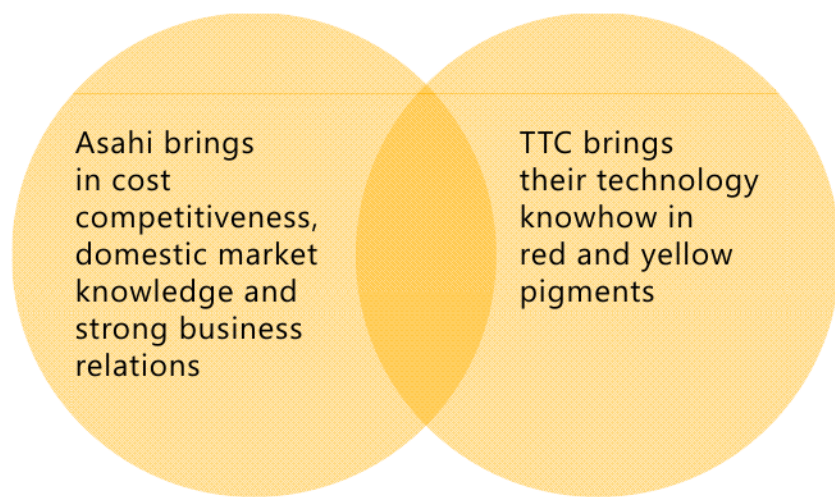 Asahi brings
in cost
competitiveness,
domestic market
knowledge and
strong business
relations
TTC brings
their technology
knowhow in
red and yellow
pigments